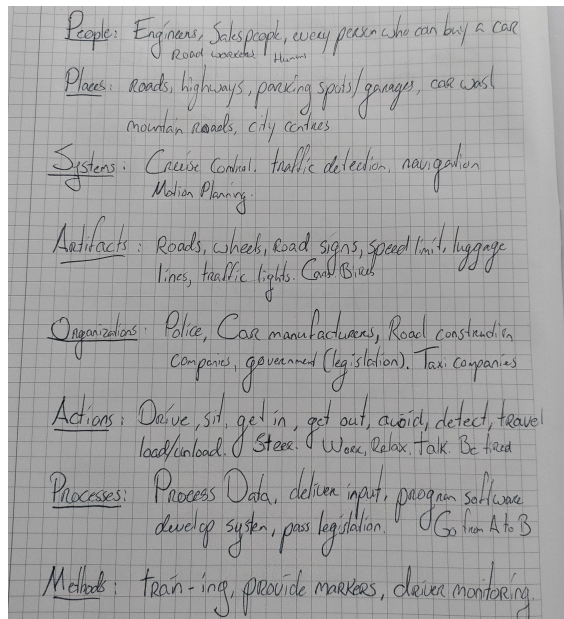 People: Engineers, Salespeople, every person who can buy a car
Road workers Human
Places: Roads, highways, parking spots/garages, car wash
mountain roads, city centres
Systems: Cruise Control, traffic detection, navigation
Motion Planning.
Artifacts: Roads, wheels, Road signs, speed limit, luggage
lines, traffic lights. Cars
Organizations: Police, Car manufacturers, Road construction
companies, government (legislation). Taxi companies
Actions: Drive, sit, get in, get out, avoid, detect, travel
load/unload. Steer. Work, Relax, Talk. Be tired
Processes: Process Data, deliver input, program software
develop system, pass legislation. Go from A to B
Methods: train-ing, provide markers, driver monitoring.